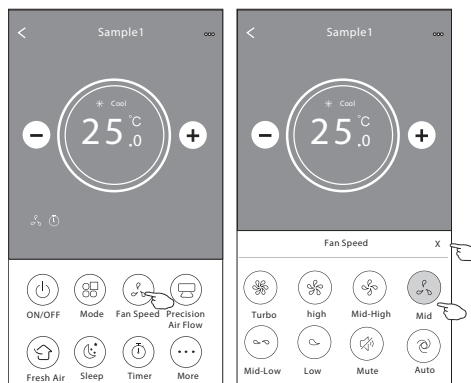 Sample1
Cool
25.0 °C
ON/OFF
Mode
Fan Speed
Precision
Air Flow
Fresh Air
Sleep
Timer
More
Sample1
Cool
25.0 °C
Fan Speed
X
Turbo
high
Mid-High
Mid
Mid-Low
Low
Mute
Auto